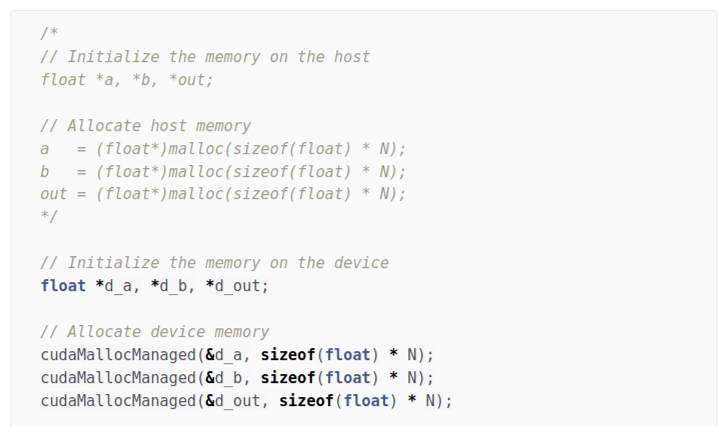 /*
// Initialize the memory on the host
float *a, *b, *out;
// Allocate host memory
a   = (float*)malloc(sizeof(float) * N);
b   = (float*)malloc(sizeof(float) * N);
out = (float*)malloc(sizeof(float) * N);
*/
// Initialize the memory on the device
float *d_a, *d_b, *d_out;
// Allocate device memory
cudaMallocManaged(&d_a, sizeof(float) * N);
cudaMallocManaged(&d_b, sizeof(float) * N);
cudaMallocManaged(&d_out, sizeof(float) * N);